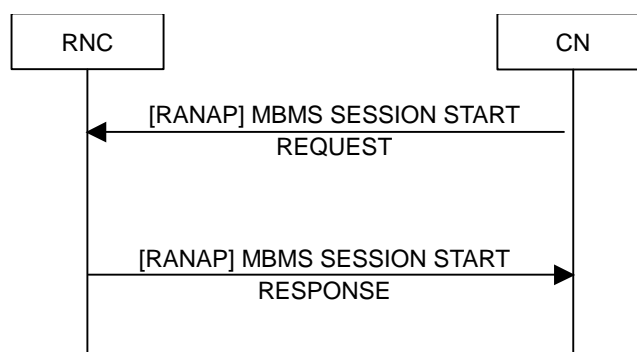 RNC
CN
[RANAP] MBMS SESSION START
REQUEST
[RANAP] MBMS SESSION START
RESPONSE